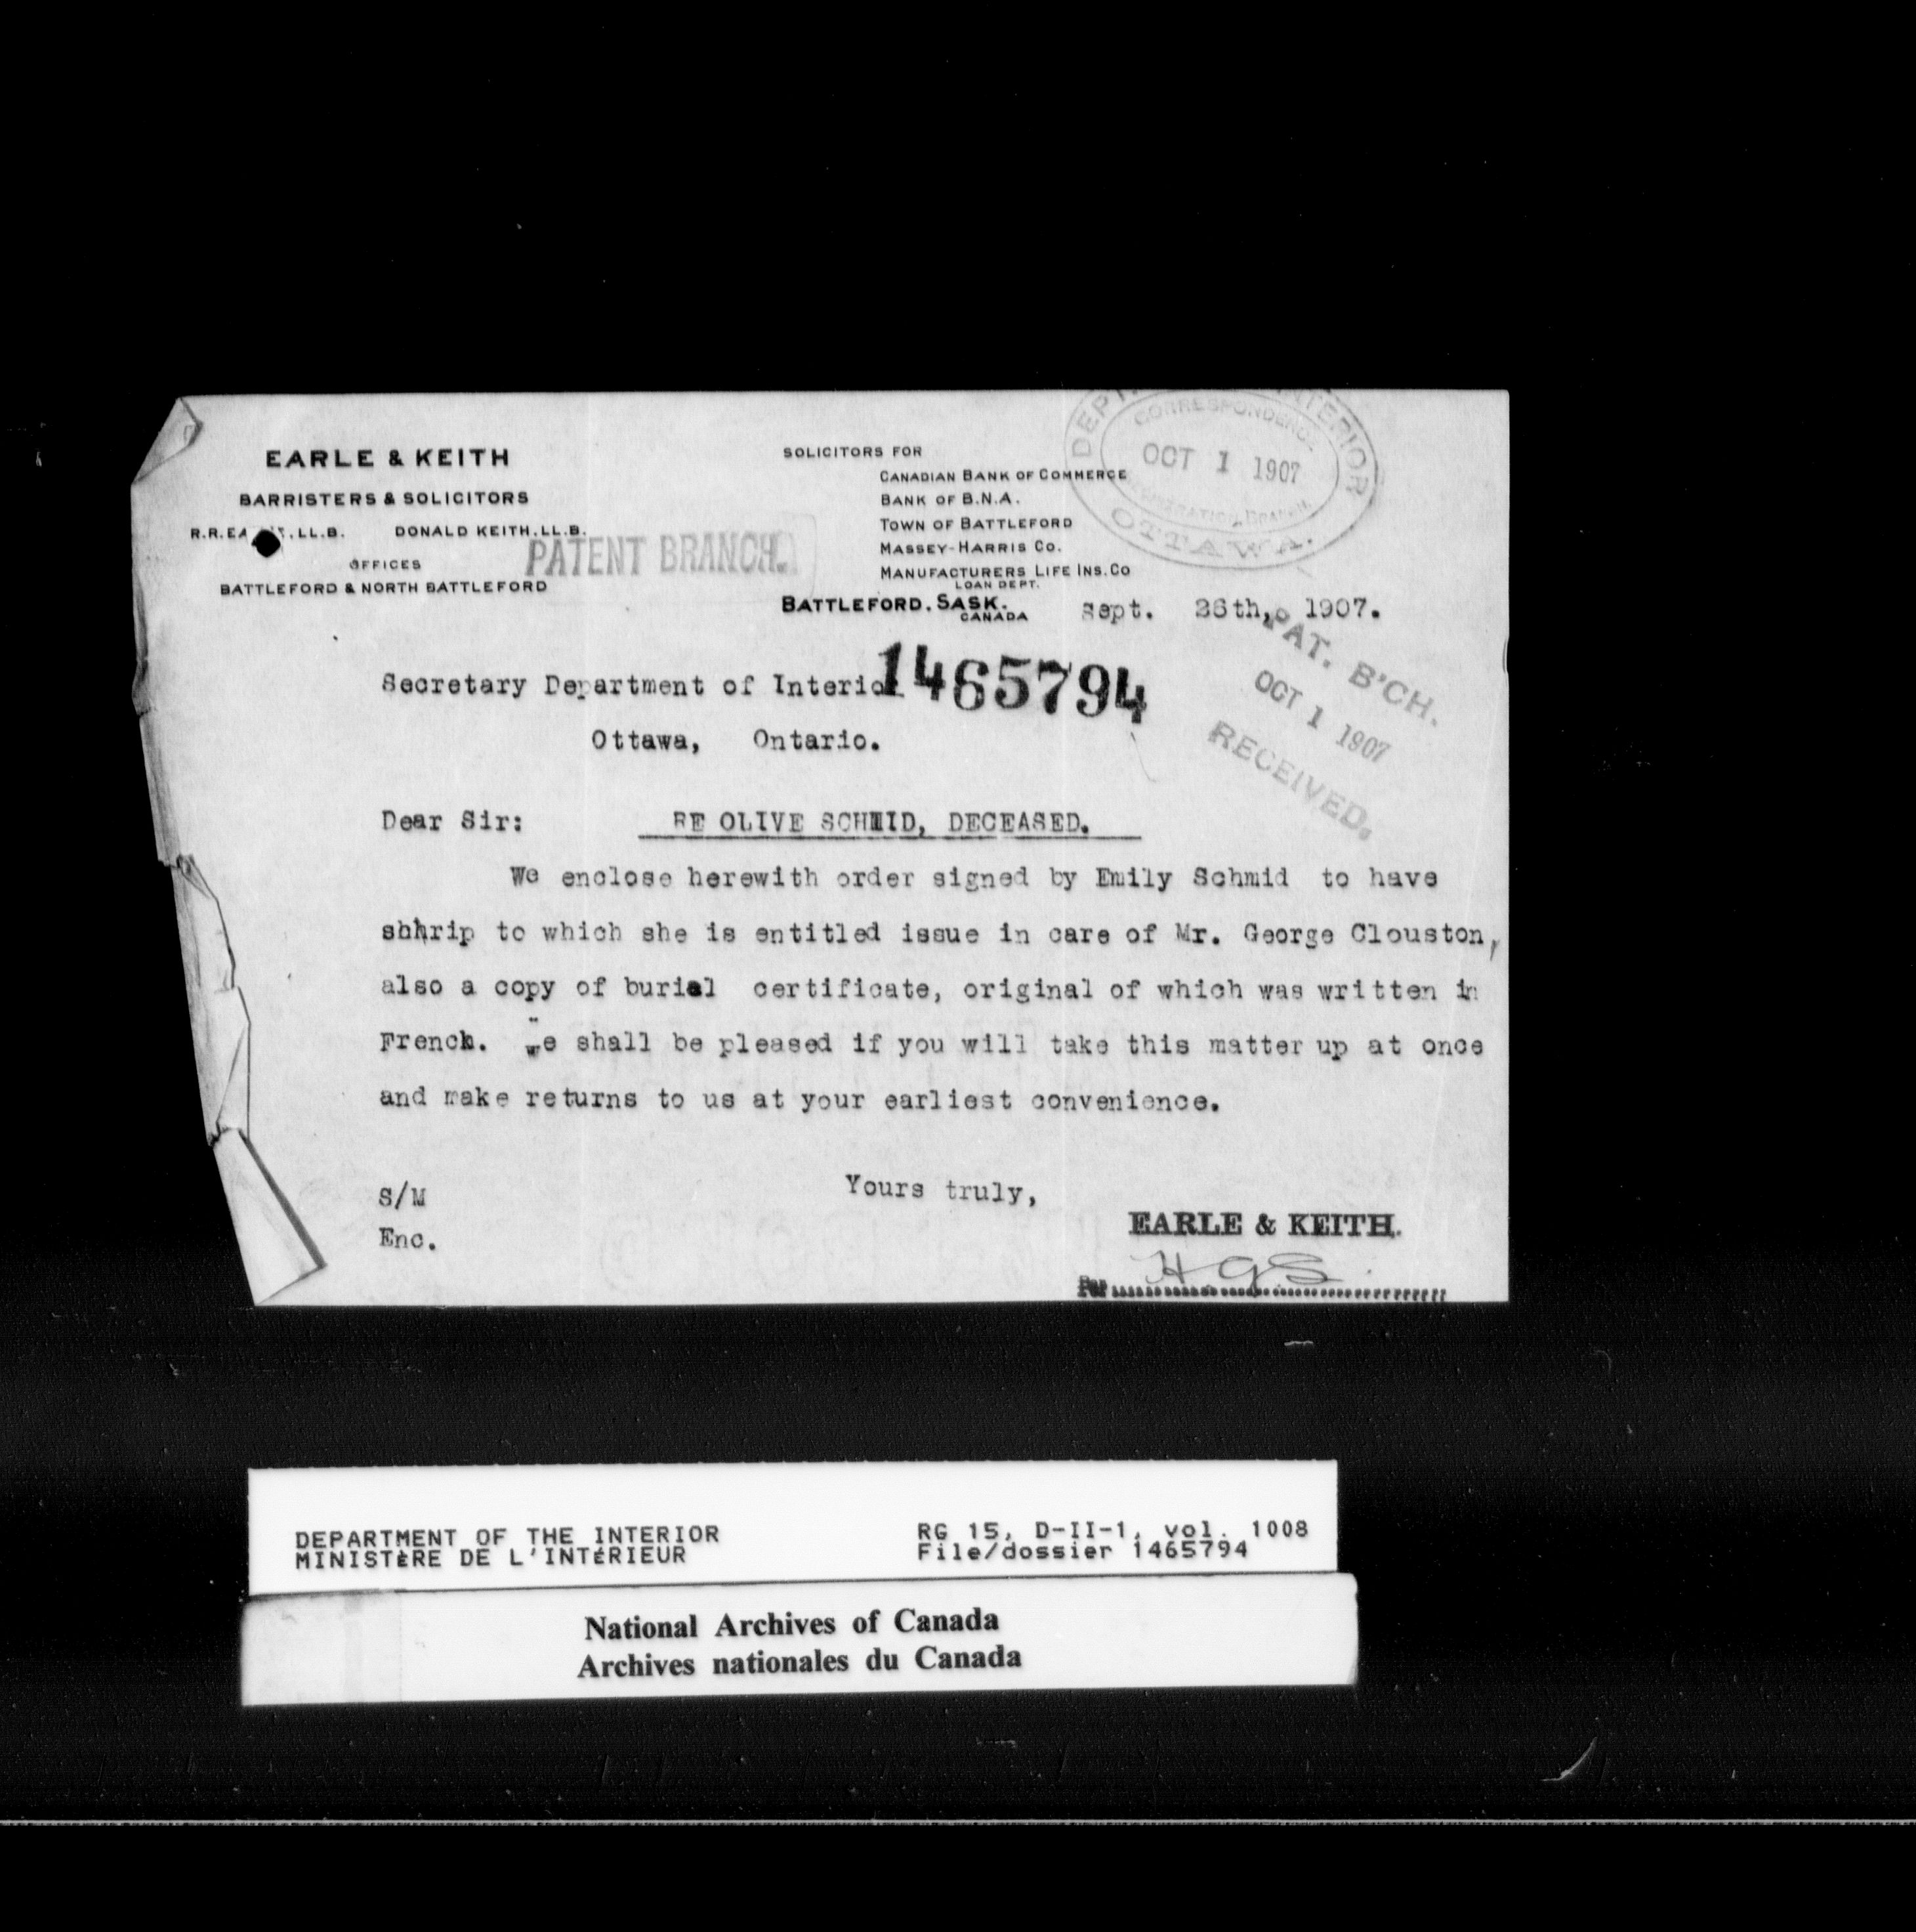 EARLE & KEITH
BARRISTERS & SOLICITORS
R.R.EA   .LL.B. DONALD KEITH.LL.B.
OFFICES
BATTLEFORD & NORTH BATTLEFORD
SOLICITORS FOR
CANADIAN BANK OF COMMERCE
BANK OF B.N.A.
TOWN OF BATTLEFORD
MASSEY-HARRIS CO.
MANUFACTURERS LIFE INS.CO
LOAN DEPT.
DEPT. INTERIOR
CORRESPONDENCE
OCT 1 1907
OTTAWA.
PATENT BRANCH.
BATTLEFORD. SASK. Sept. 26th, 1907.
CANADA
PAT. B'CH.
OCT 1 1907
RECEIVED.
1465794
Secretary Department of Interior
Ottawa, Ontario.
Dear Sir: RE OLIVE SCHMID, DECEASED.
We enclose herewith order signed by Emily Schmid to have
shhrip to which she is entitled issue in care of Mr. George Clouston,
also a copy of burial certificate, original of which was written in
French. We shall be pleased if you will take this matter up at once
and make returns to us at your earliest convenience.
S/M Yours truly,
Enc.
EARLE & KEITH.
Per HGS
DEPARTMENT OF THE INTERIOR RG 15, D-II-1, vol. 1008
MINISTÈRE DE L'INTÉRIEUR File/dossier 1465794
National Archives of Canada
Archives nationales du Canada